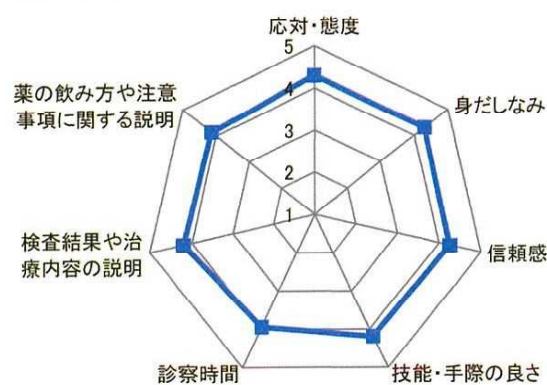 応対・態度
5
4
3
2
1
身だしなみ
信頼感
技能・手際の良さ
診察時間
検査結果や治
療内容の説明
薬の飲み方や注意
事項に関する説明